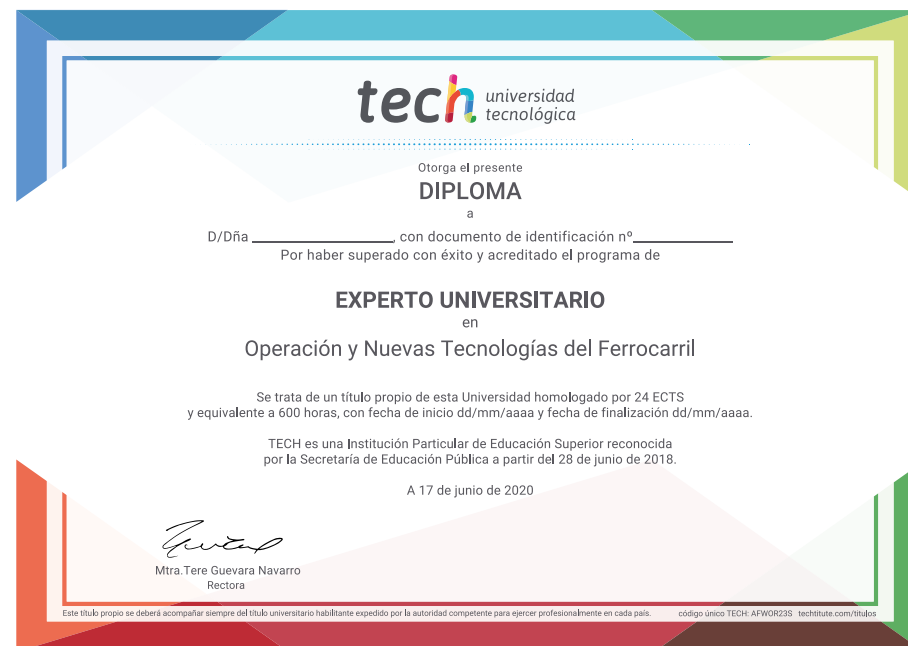 tech universidad
tecnológica
Otorga el presente
DIPLOMA
a
D/Dña ____________, con documento de identificación nº____________
Por haber superado con éxito y acreditado el programa de
EXPERTO UNIVERSITARIO
en
Operación y Nuevas Tecnologías del Ferrocarril
Se trata de un título propio de esta Universidad homologado por 24 ECTS
y equivalente a 600 horas, con fecha de inicio dd/mm/aaaa y fecha de finalización dd/mm/aaaa.
TECH es una Institución Particular de Educación Superior reconocida
por la Secretaría de Educación Pública a partir del 28 de junio de 2018.
A 17 de junio de 2020
Mtra.Tere Guevara Navarro
Rectora
Este título propio se deberá acompañar siempre del título universitario habilitante expedido por la autoridad competente para ejercer profesionalmente en cada país. código único TECH: AFWOR23S techtitute.com/titulos